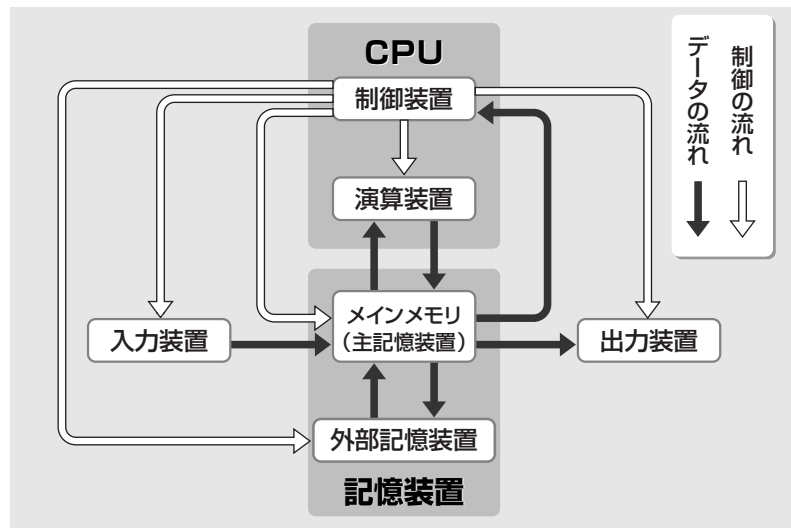 CPU
制御装置
演算装置
メインメモリ
（主記憶装置）
入力装置
出力装置
外部記憶装置
記憶装置
制御の流れ
データの流れ